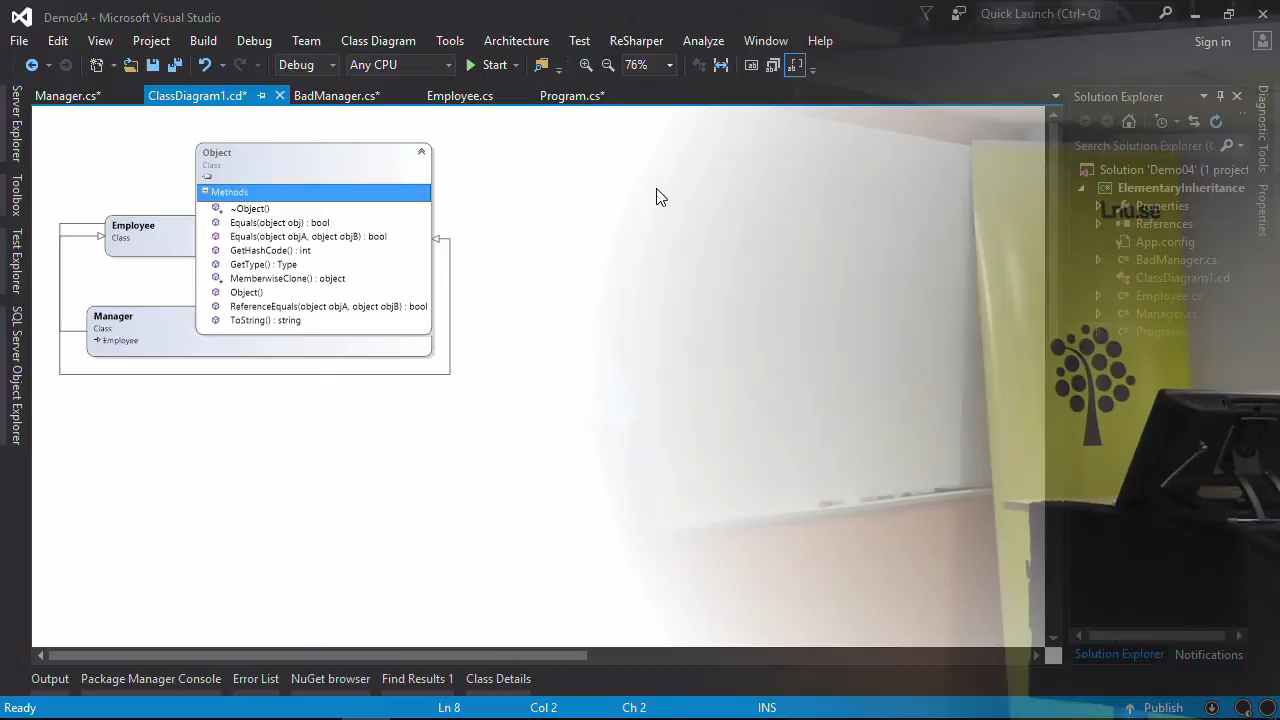 Demo04 - Microsoft Visual Studio
Quick Launch (Ctrl+Q)
File Edit View Project Build Debug Team Class Diagram Tools Architecture Test ReSharper Analyze Window Help
Sign in
Debug Any CPU Start 76%
Manager.cs* ClassDiagram1.cd* BadManager.cs* Employee.cs Program.cs*
Server Explorer
Toolbox
Test Explorer
SQL Server Object Explorer
Object
Class
Methods
~Object()
Equals(object obj) : bool
Equals(object objA, object objB) : bool
GetHashCode() : int
GetType() : Type
MemberwiseClone() : object
Object()
ReferenceEquals(object objA, object objB) : bool
ToString() : string
Employee
Class
Manager
Class
Employee
Solution Explorer
Search Solution Explorer (
Solution 'Demo04' (1 project
ElementaryInheritance
Properties
Lnu.se
References
App.config
BadManager.cs
ClassDiagram1.cd
Employee.cs
Manager.cs
Solution Explorer Notifications
Diagnostic Tools
Properties
Output Package Manager Console Error List NuGet browser Find Results 1 Class Details
Ready Ln 8 Col 2 Ch 2 INS Publish